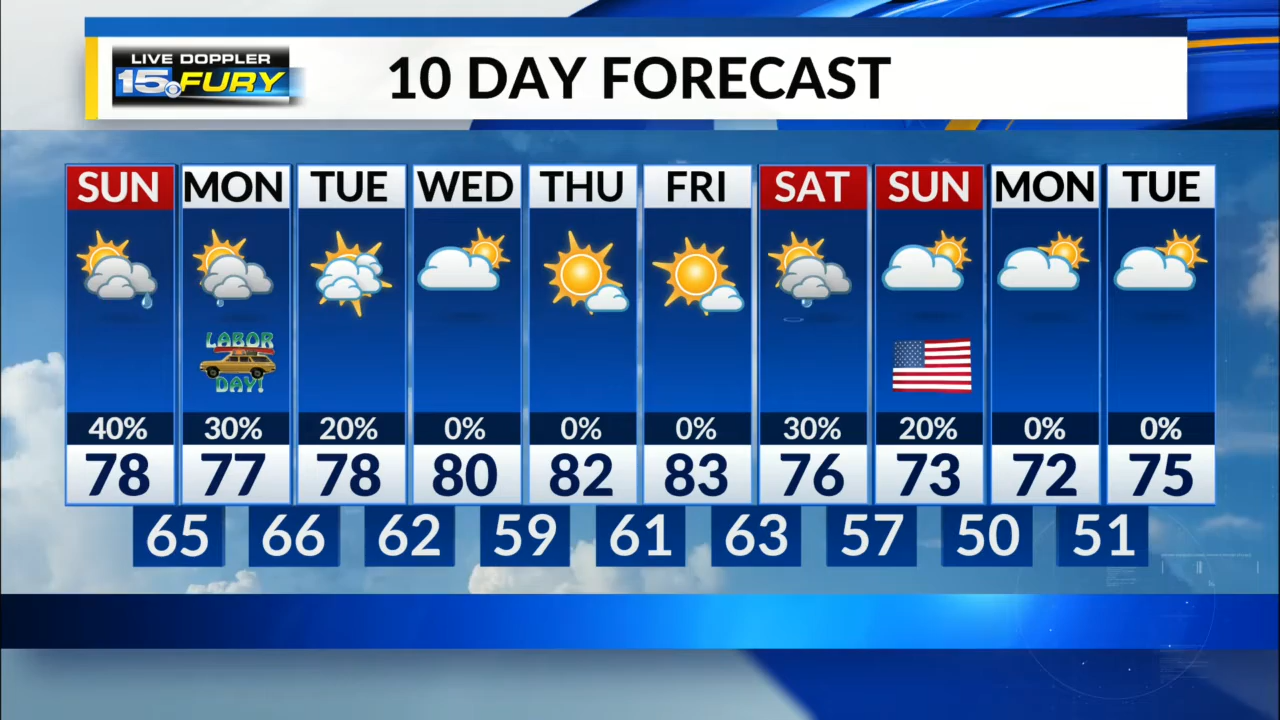 LIVE DOPPLER
15 FURY
10 DAY FORECAST
SUN MON TUE WED THU FRI SAT SUN MON TUE
LABOR
DAY!
40% 30% 20% 0% 0% 0% 30% 20% 0% 0%
78 77 78 80 82 83 76 73 72 75
65 66 62 59 61 63 57 50 51